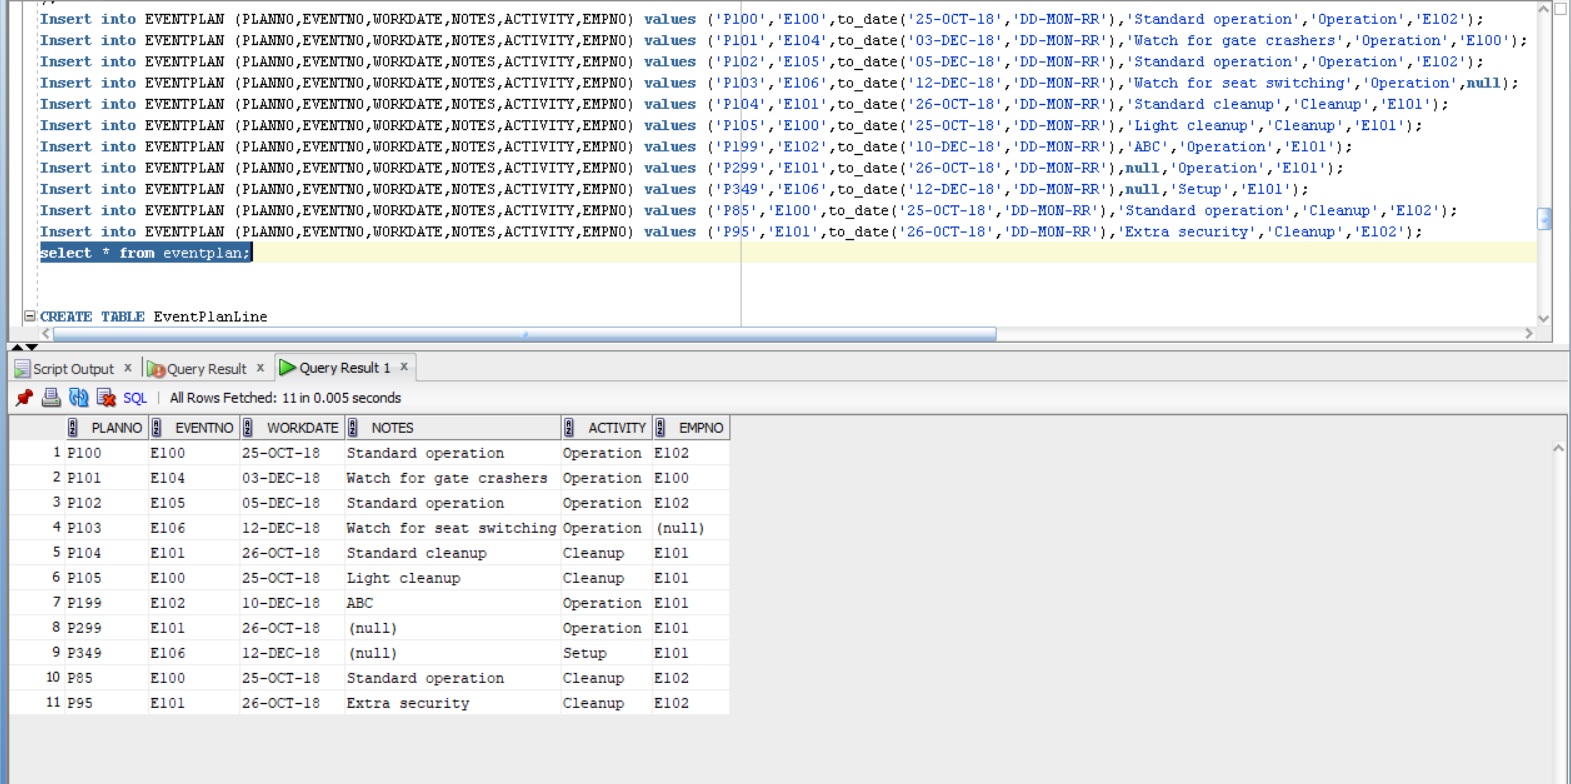 );
Insert into EVENTPLAN (PLANNO,EVENTNO,WORKDATE,NOTES,ACTIVITY,EMPNO) values ('P100','E100',to_date('25-OCT-18','DD-MON-RR'),'Standard operation','Operation','E102');
Insert into EVENTPLAN (PLANNO,EVENTNO,WORKDATE,NOTES,ACTIVITY,EMPNO) values ('P101','E104',to_date('03-DEC-18','DD-MON-RR'),'Watch for gate crashers','Operation','E100');
Insert into EVENTPLAN (PLANNO,EVENTNO,WORKDATE,NOTES,ACTIVITY,EMPNO) values ('P102','E105',to_date('05-DEC-18','DD-MON-RR'),'Standard operation','Operation','E102');
Insert into EVENTPLAN (PLANNO,EVENTNO,WORKDATE,NOTES,ACTIVITY,EMPNO) values ('P103','E106',to_date('12-DEC-18','DD-MON-RR'),'Watch for seat switching','Operation',null);
Insert into EVENTPLAN (PLANNO,EVENTNO,WORKDATE,NOTES,ACTIVITY,EMPNO) values ('P104','E101',to_date('26-OCT-18','DD-MON-RR'),'Standard cleanup','Cleanup','E101');
Insert into EVENTPLAN (PLANNO,EVENTNO,WORKDATE,NOTES,ACTIVITY,EMPNO) values ('P105','E100',to_date('25-OCT-18','DD-MON-RR'),'Light cleanup','Cleanup','E101');
Insert into EVENTPLAN (PLANNO,EVENTNO,WORKDATE,NOTES,ACTIVITY,EMPNO) values ('P199','E102',to_date('10-DEC-18','DD-MON-RR'),'ABC','Operation','E101');
Insert into EVENTPLAN (PLANNO,EVENTNO,WORKDATE,NOTES,ACTIVITY,EMPNO) values ('P299','E101',to_date('26-OCT-18','DD-MON-RR'),null,'Operation','E101');
Insert into EVENTPLAN (PLANNO,EVENTNO,WORKDATE,NOTES,ACTIVITY,EMPNO) values ('P349','E106',to_date('12-DEC-18','DD-MON-RR'),null,'Setup','E101');
Insert into EVENTPLAN (PLANNO,EVENTNO,WORKDATE,NOTES,ACTIVITY,EMPNO) values ('P85','E100',to_date('25-OCT-18','DD-MON-RR'),'Standard operation','Cleanup','E102');
Insert into EVENTPLAN (PLANNO,EVENTNO,WORKDATE,NOTES,ACTIVITY,EMPNO) values ('P95','E101',to_date('26-OCT-18','DD-MON-RR'),'Extra security','Cleanup','E102');
select * from eventplan;
CREATE TABLE EventPlanLine
Script Output x Query Result x Query Result 1 x
SQL | All Rows Fetched: 11 in 0.005 seconds
PLANNO EVENTNO WORKDATE NOTES ACTIVITY EMPNO
1 P100 E100 25-OCT-18 Standard operation Operation E102
2 P101 E104 03-DEC-18 Watch for gate crashers Operation E100
3 P102 E105 05-DEC-18 Standard operation Operation E102
4 P103 E106 12-DEC-18 Watch for seat switching Operation (null)
5 P104 E101 26-OCT-18 Standard cleanup Cleanup E101
6 P105 E100 25-OCT-18 Light cleanup Cleanup E101
7 P199 E102 10-DEC-18 ABC Operation E101
8 P299 E101 26-OCT-18 (null) Operation E101
9 P349 E106 12-DEC-18 (null) Setup E101
10 P85 E100 25-OCT-18 Standard operation Cleanup E102
11 P95 E101 26-OCT-18 Extra security Cleanup E102